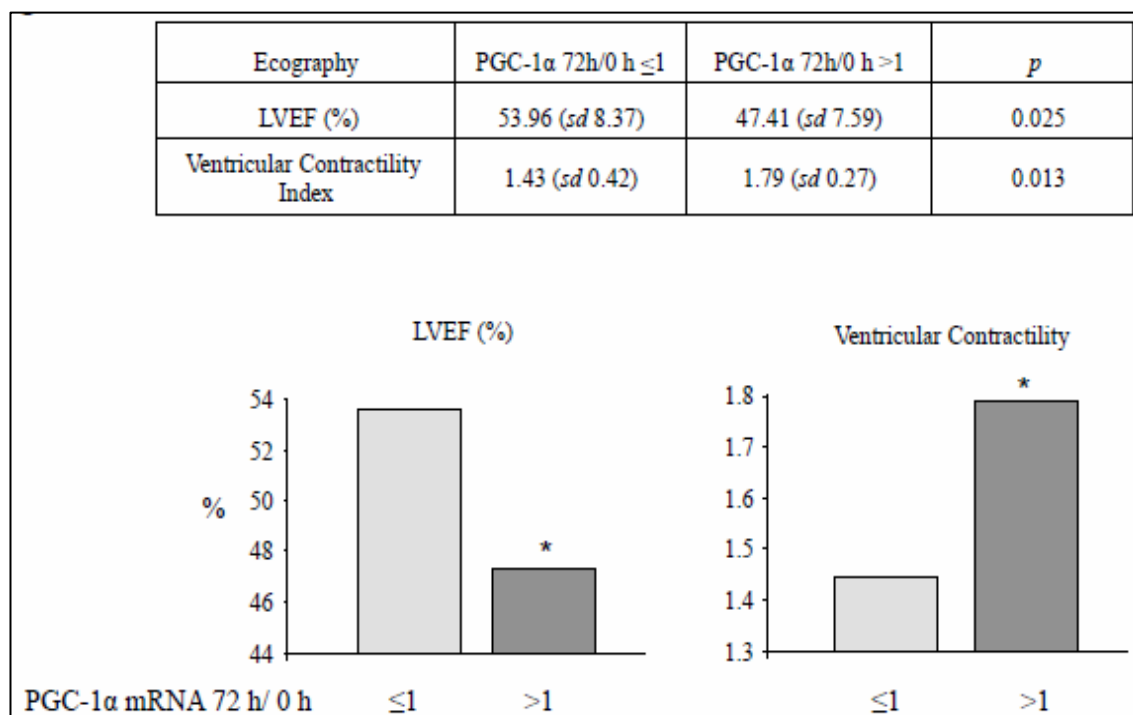 Ecography PGC-1α 72h/0 h ≤1 PGC-1α 72h/0 h >1 p
LVEF (%) 53.96 (sd 8.37) 47.41 (sd 7.59) 0.025
Ventricular Contractility
Index 1.43 (sd 0.42) 1.79 (sd 0.27) 0.013
LVEF (%) Ventricular Contractility
54
52
50
48
46
44
%
*
1.8
1.7
1.6
1.5
1.4
1.3
*
PGC-1α mRNA 72 h/ 0 h ≤1 >1 ≤1 >1